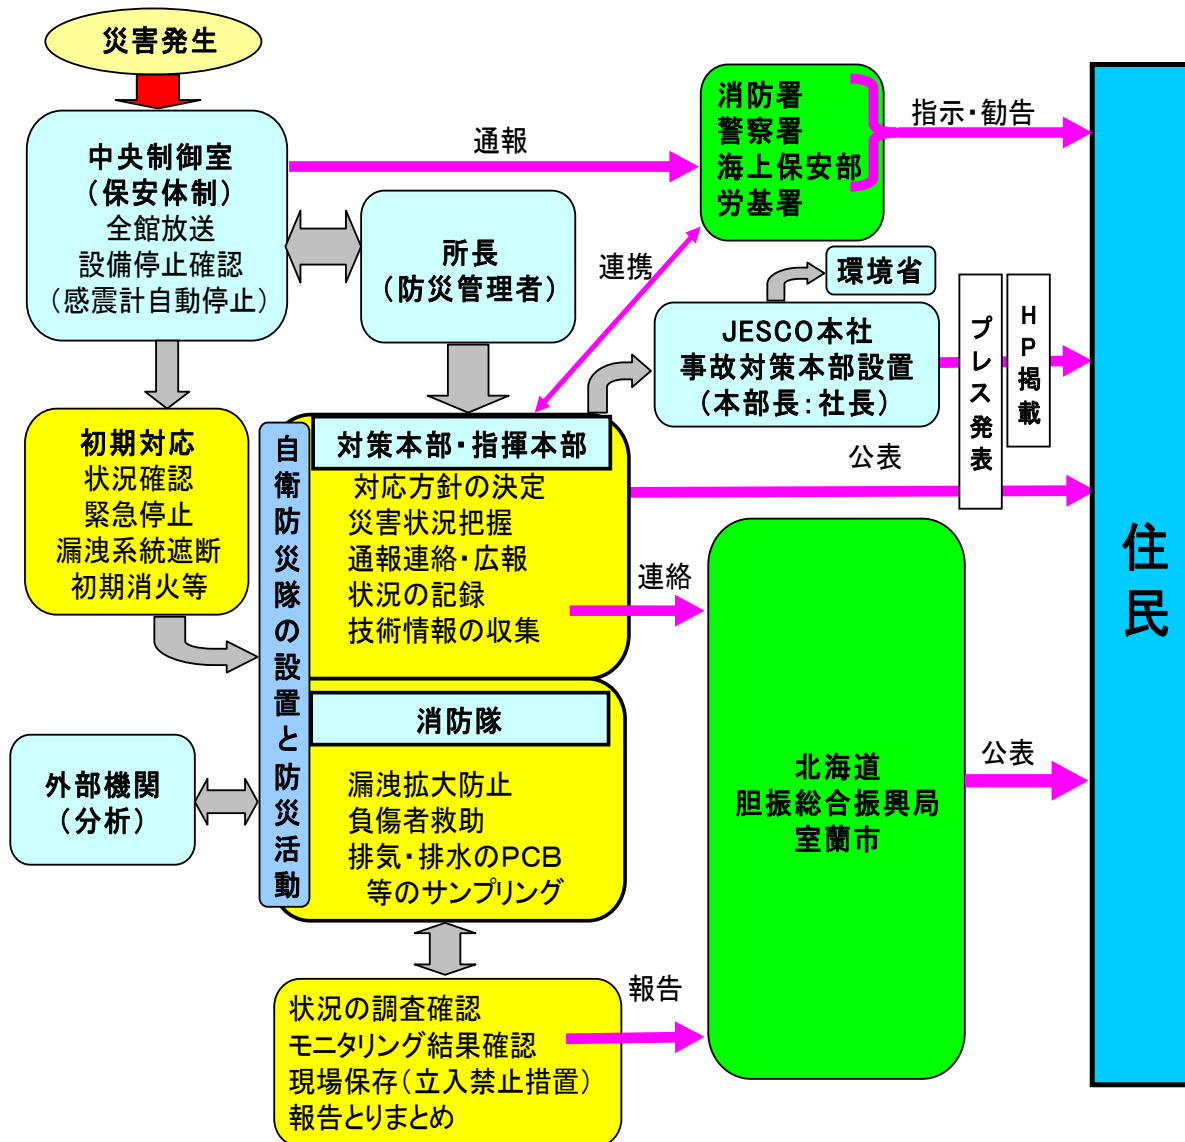 災害発生
中央制御室
(保安体制)
全館放送
設備停止確認
(感震計自動停止)
通報
消防署
警察署
海上保安部
労基署
指示・勧告
所長
(防災管理者)
連携
環境省
JESCO本社
事故対策本部設置
(本部長:社長)
プレス発表
HP掲載
初期対応
状況確認
緊急停止
漏洩系統遮断
初期消火等
自衛防災隊の設置と防災活動
対策本部・指揮本部
対応方針の決定
災害状況把握
通報連絡・広報
状況の記録
技術情報の収集
公表
連絡
住民
消防隊
漏洩拡大防止
負傷者救助
排気・排水のPCB
等のサンプリング
外部機関
(分析)
北海道
胆振総合振興局
室蘭市
公表
状況の調査確認
モニタリング結果確認
現場保存(立入禁止措置)
報告とりまとめ
報告